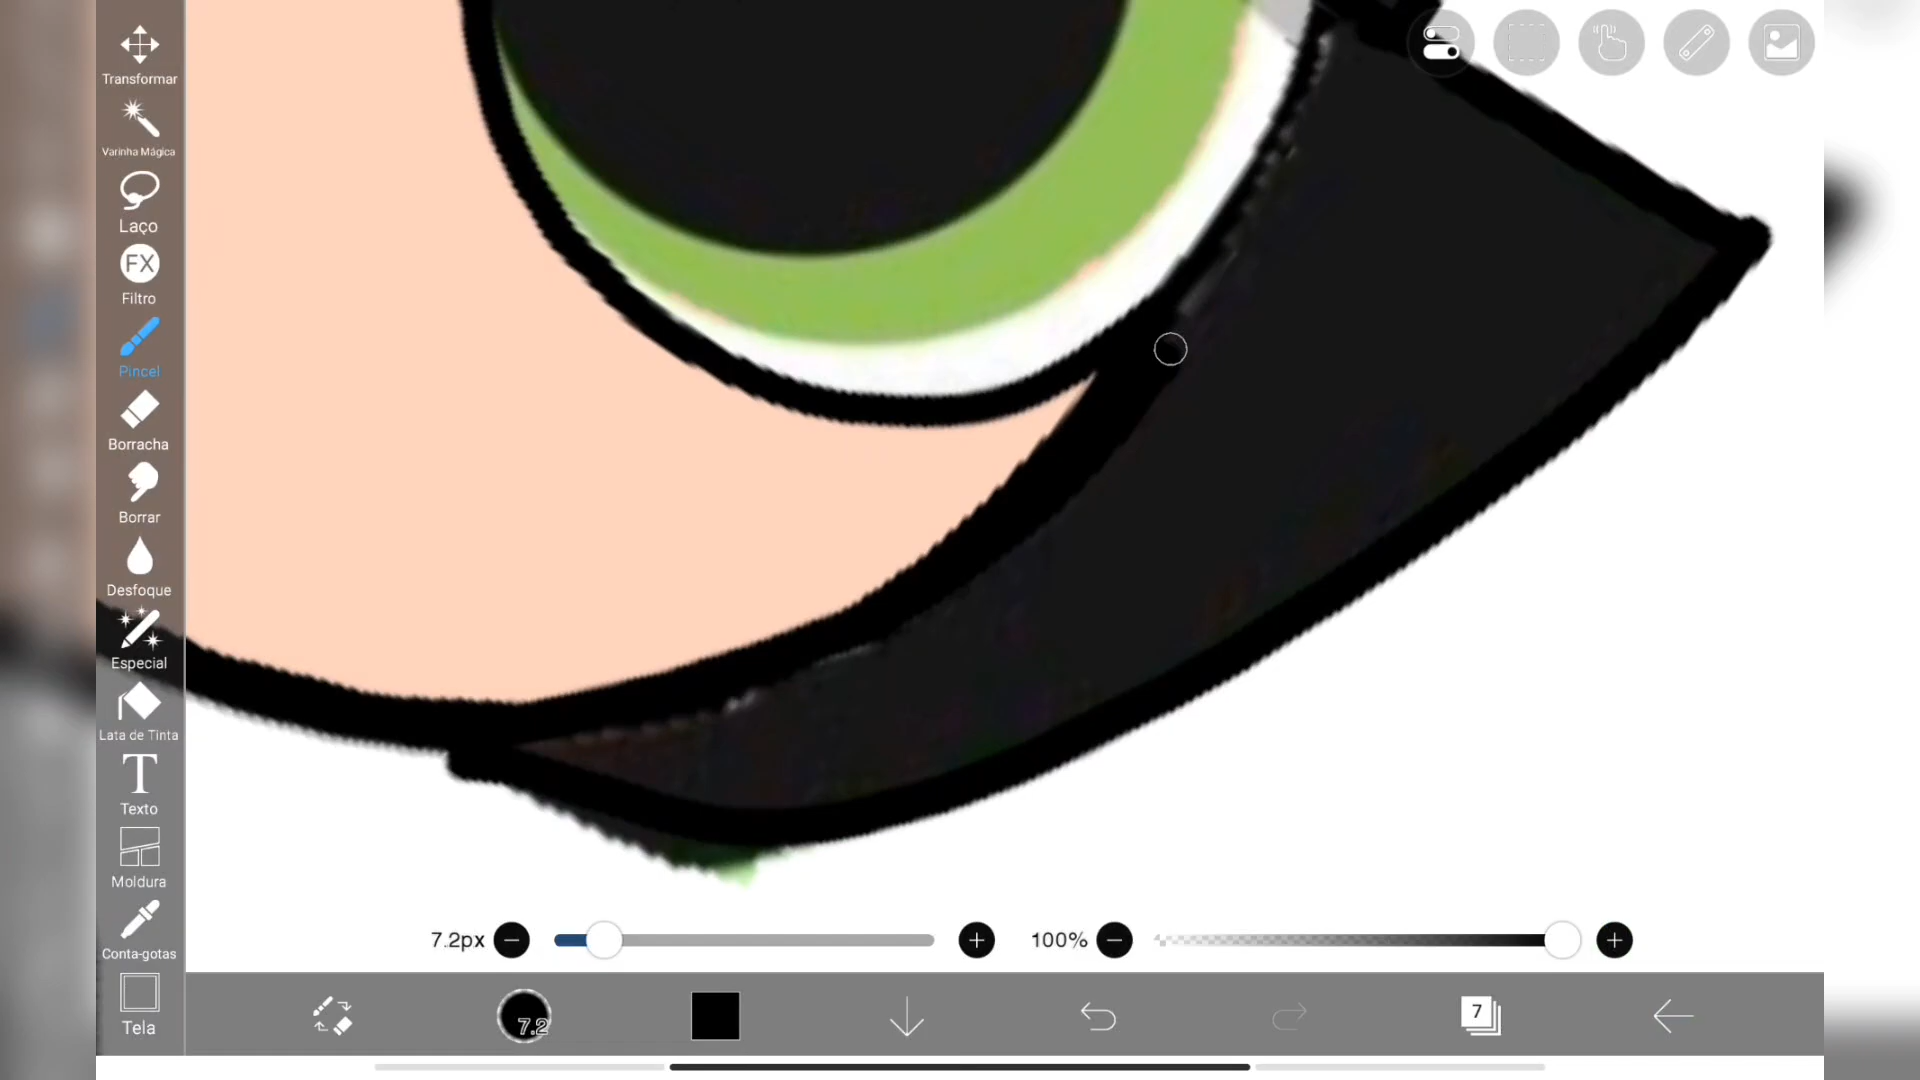 Transformar
Varinha Mágica
Laço
FX
Filtro
Pincel
Borracha
Borrar
Desfoque
Especial
Lata de Tinta
T
Texto
Moldura
Conta-gotas
Tela
7.2px
100%
7.2
7